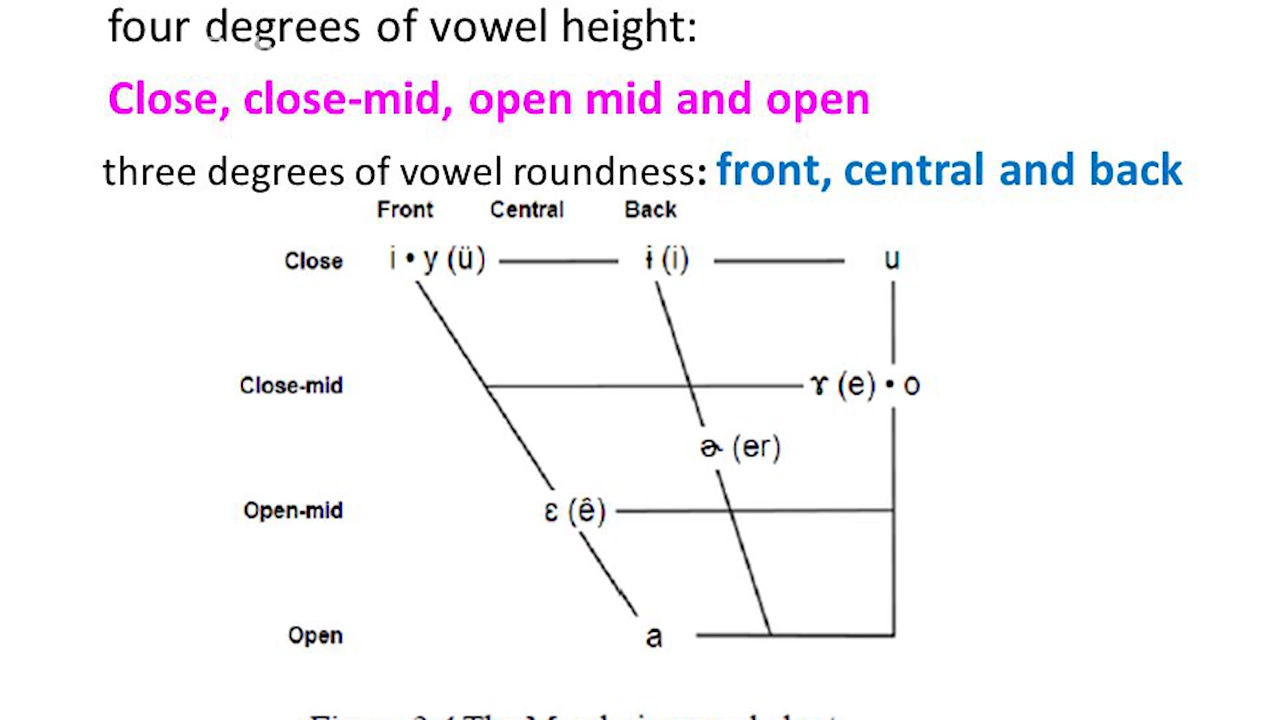 four degrees of vowel height:
Close, close-mid, open mid and open
three degrees of vowel roundness: front, central and back
Front Central Back
Close i • y (ü) ɨ (i) u
Close-mid ɤ (e) • o
ɚ (er)
Open-mid ɛ (ê)
Open a